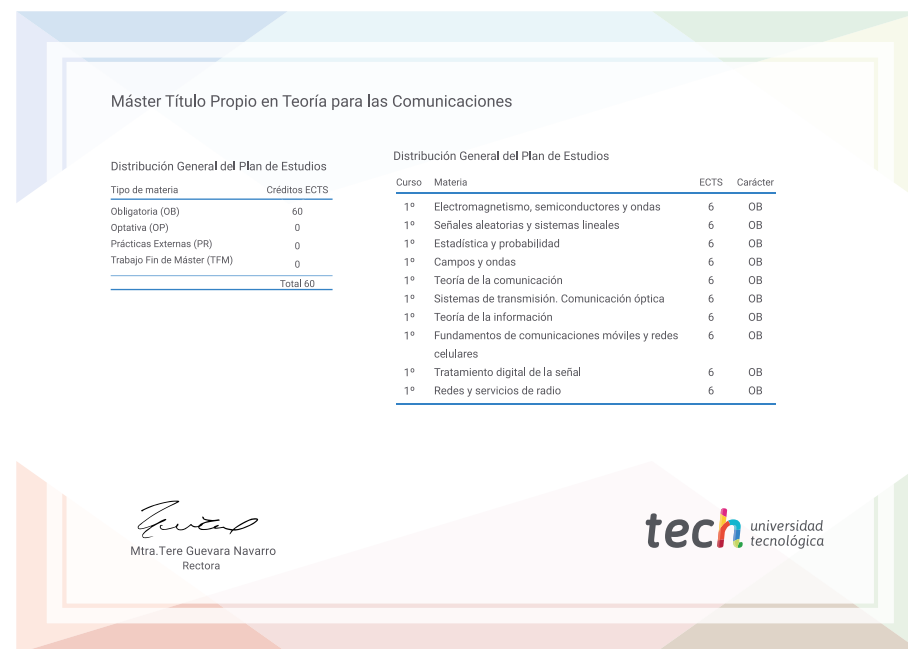 Máster Título Propio en Teoría para las Comunicaciones
Distribución General del Plan de Estudios
Tipo de materia Créditos ECTS
Obligatoria (OB) 60
Optativa (OP) 0
Prácticas Externas (PR) 0
Trabajo Fin de Máster (TFM) 0
Total 60
Distribución General del Plan de Estudios
Curso Materia ECTS Carácter
1º Electromagnetismo, semiconductores y ondas 6 OB
1º Señales aleatorias y sistemas lineales 6 OB
1º Estadística y probabilidad 6 OB
1º Campos y ondas 6 OB
1º Teoría de la comunicación 6 OB
1º Sistemas de transmisión. Comunicación óptica 6 OB
1º Teoría de la información 6 OB
1º Fundamentos de comunicaciones móviles y redes 6 OB
celulares
1º Tratamiento digital de la señal 6 OB
1º Redes y servicios de radio 6 OB
Mtra.Tere Guevara Navarro
Rectora
tech universidad
tecnológica